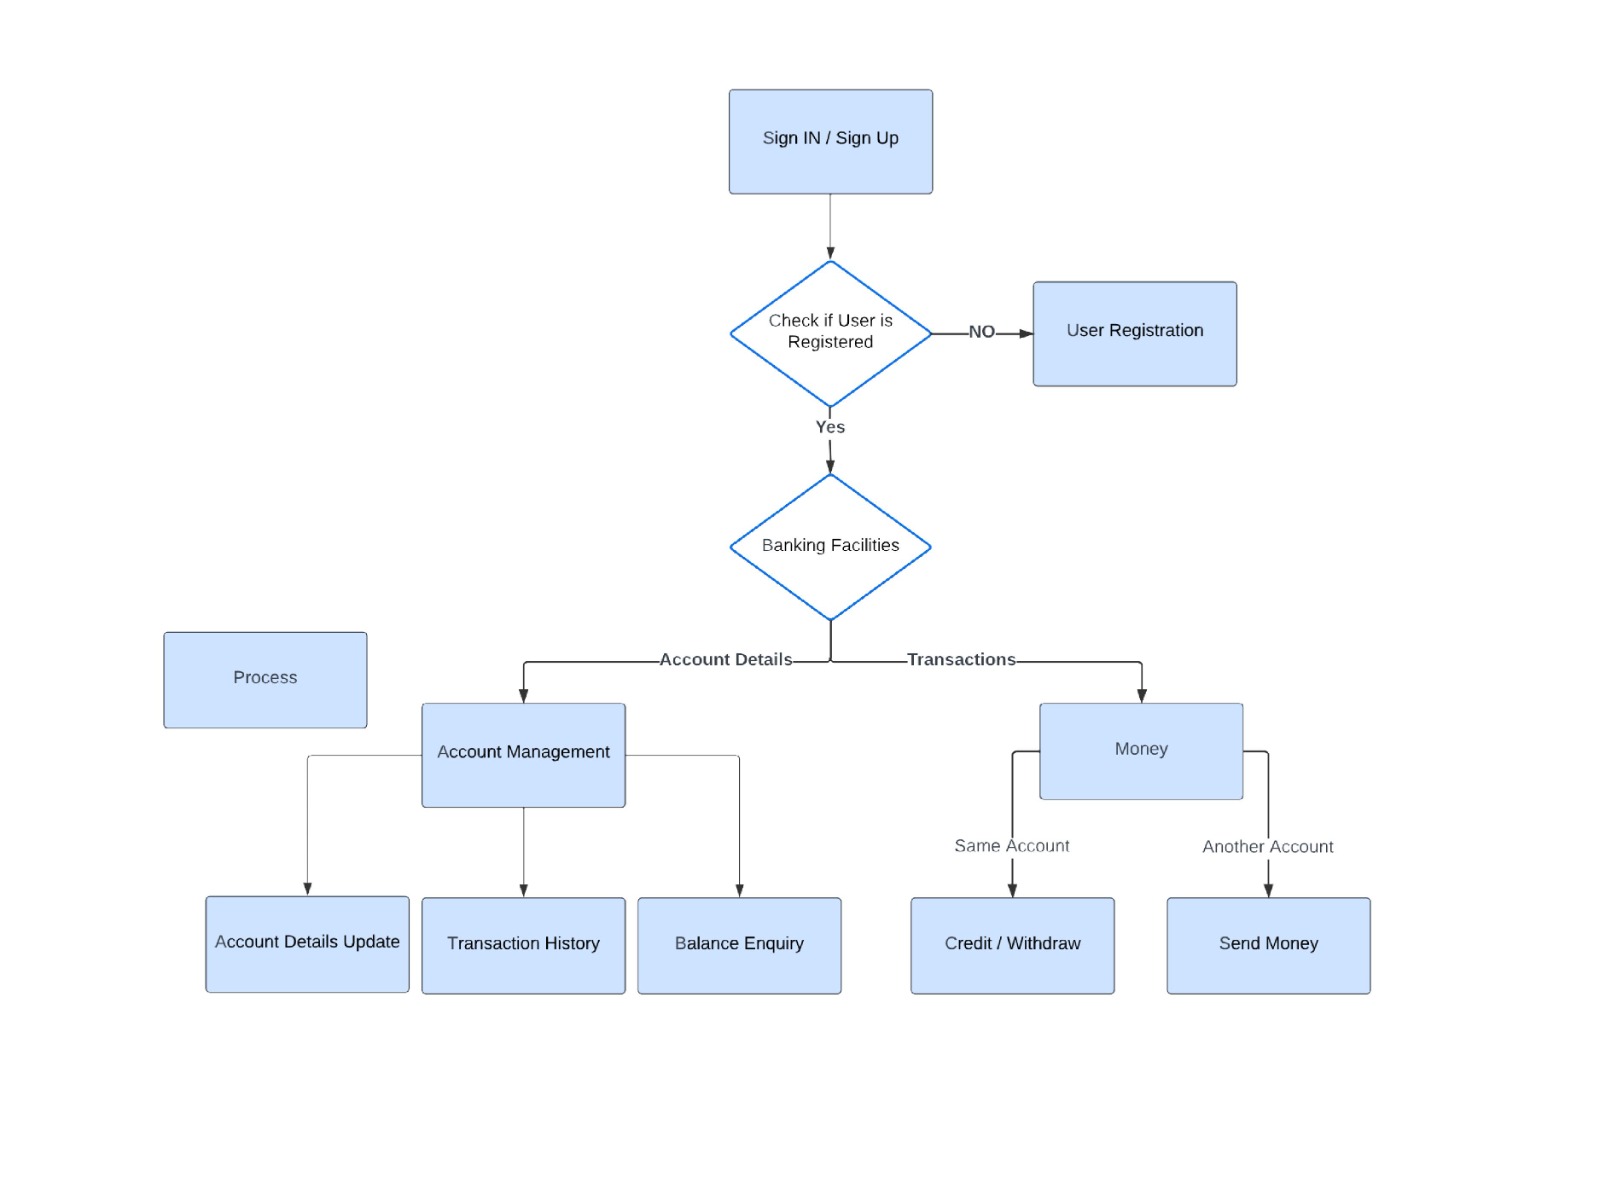 Sign IN / Sign Up
Check if User is
Registered
NO
User Registration
Yes
Banking Facilities
Account Details
Transactions
Process
Account Management
Money
Same Account
Another Account
Account Details Update
Transaction History
Balance Enquiry
Credit / Withdraw
Send Money